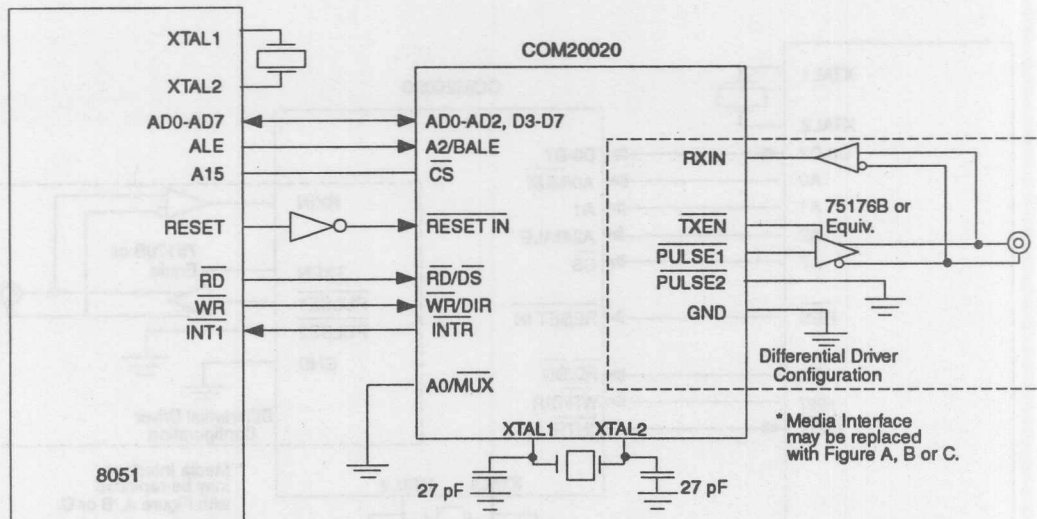 COM20020
XTAL1
XTAL2
AD0-AD7
AD0-AD2, D3-D7
ALE
A2/BALE
A15
CS
RESET
RESET IN
RD
RD/DS
WR
WR/DIR
INT1
INTR
A0/MUX
RXIN
TXEN
75176B or
Equiv.
PULSE1
PULSE2
GND
Differential Driver
Configuration
* Media Interface
may be replaced
with Figure A, B or C.
XTAL1
XTAL2
27 pF
27 pF
8051